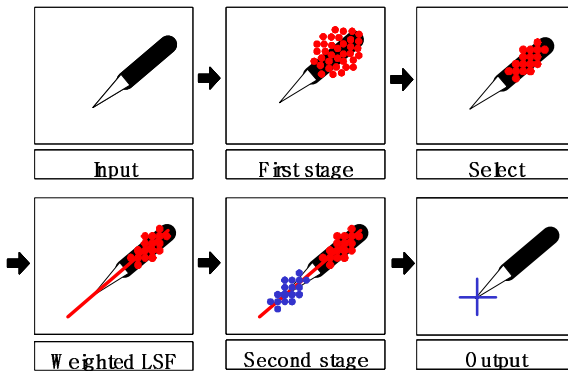 Input
First stage
Select
Weighted LSF
Second stage
Output